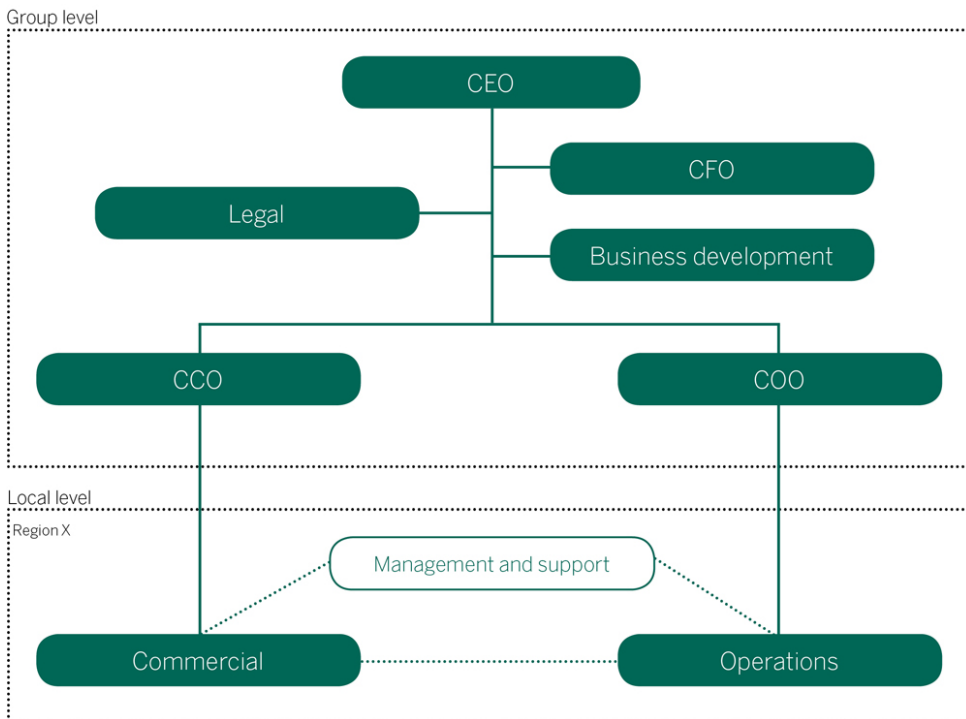 Group level
CEO
CFO
Legal
Business development
CCO
COO
Local level
Region X
Management and support
Commercial
Operations